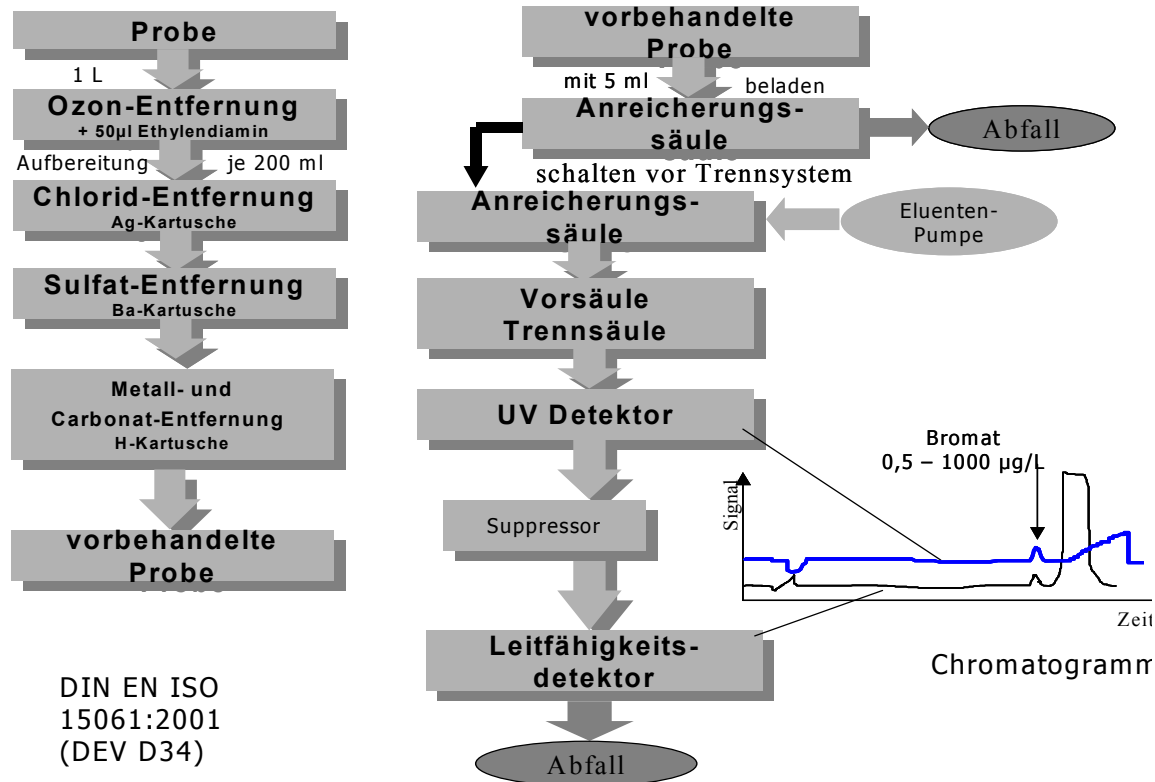 Probe
1 L
Ozon-Entfernung
+ 50µl Ethylendiamin
Aufbereitung je 200 ml
Chlorid-Entfernung
Ag-Kartusche
Sulfat-Entfernung
Ba-Kartusche
Metall- und
Carbonat-Entfernung
H-Kartusche
vorbehandelte
Probe
DIN EN ISO
15061:2001
(DEV D34)
vorbehandelte
Probe
mit 5 ml beladen
Anreicherungs-
säule
Abfall
schalten vor Trennsystem
Anreicherungs-
säule
Eluenten-
Pumpe
Vorsäule
Trennsäule
UV Detektor
Suppressor
Leitfähigkeits-
detektor
Abfall
Bromat
0,5 – 1000 µg/L
Signal
Zeit
Chromatogramm